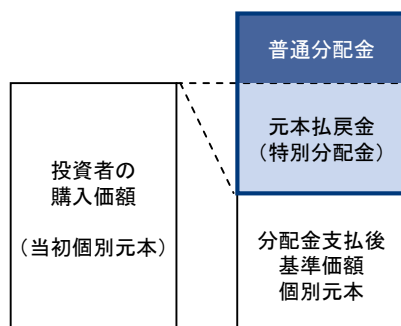 普通分配金
元本払戻金
（特別分配金）
投資者の
購入価額
（当初個別元本）
分配金支払後
基準価額
個別元本